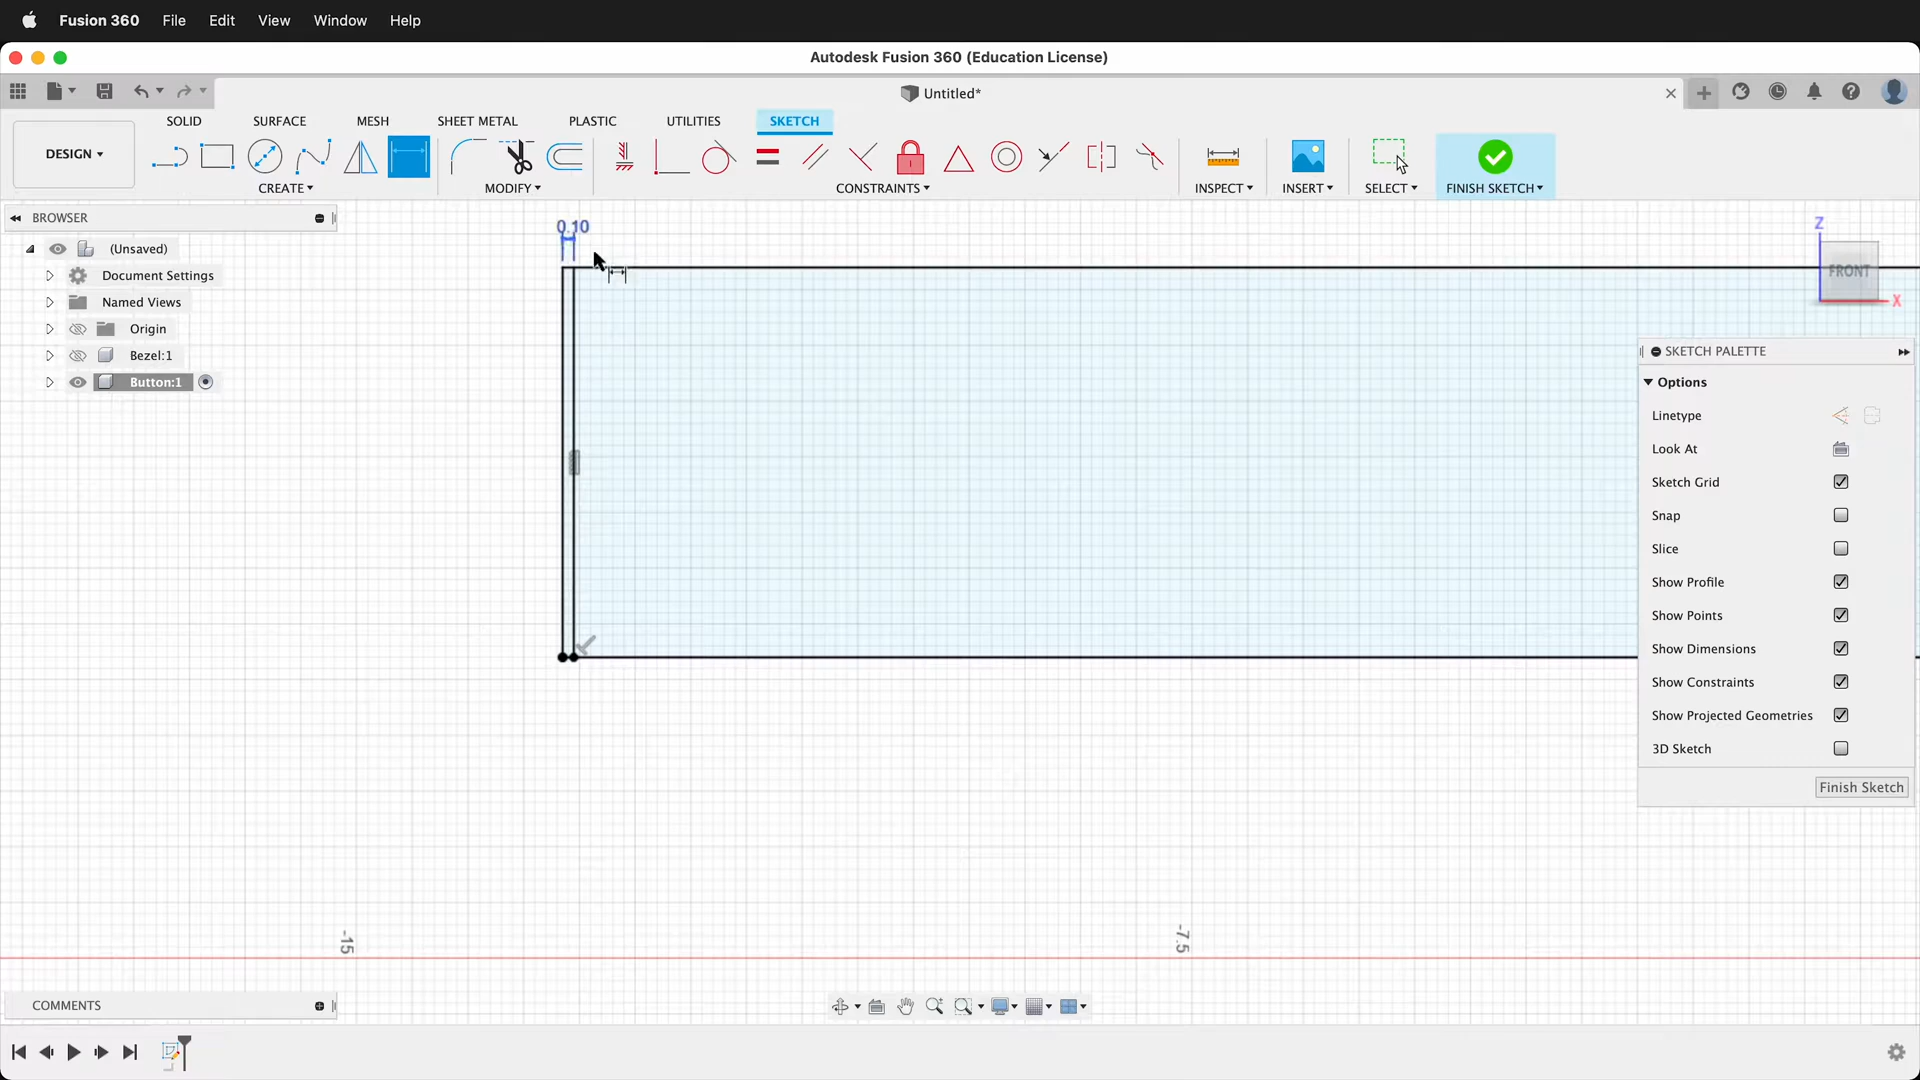 Fusion 360 File Edit View Window Help
Autodesk Fusion 360 (Education License)
Untitled*
SOLID SURFACE MESH SHEET METAL PLASTIC UTILITIES SKETCH
DESIGN
CREATE MODIFY CONSTRAINTS INSPECT INSERT SELECT FINISH SKETCH
BROWSER
(Unsaved)
Document Settings
Named Views
Origin
Bezel:1
Button:1
0.10
Z
FRONT
X
SKETCH PALETTE
Options
Linetype
Look At
Sketch Grid
Snap
Slice
Show Profile
Show Points
Show Dimensions
Show Constraints
Show Projected Geometries
3D Sketch
Finish Sketch
-15
-7.5
COMMENTS